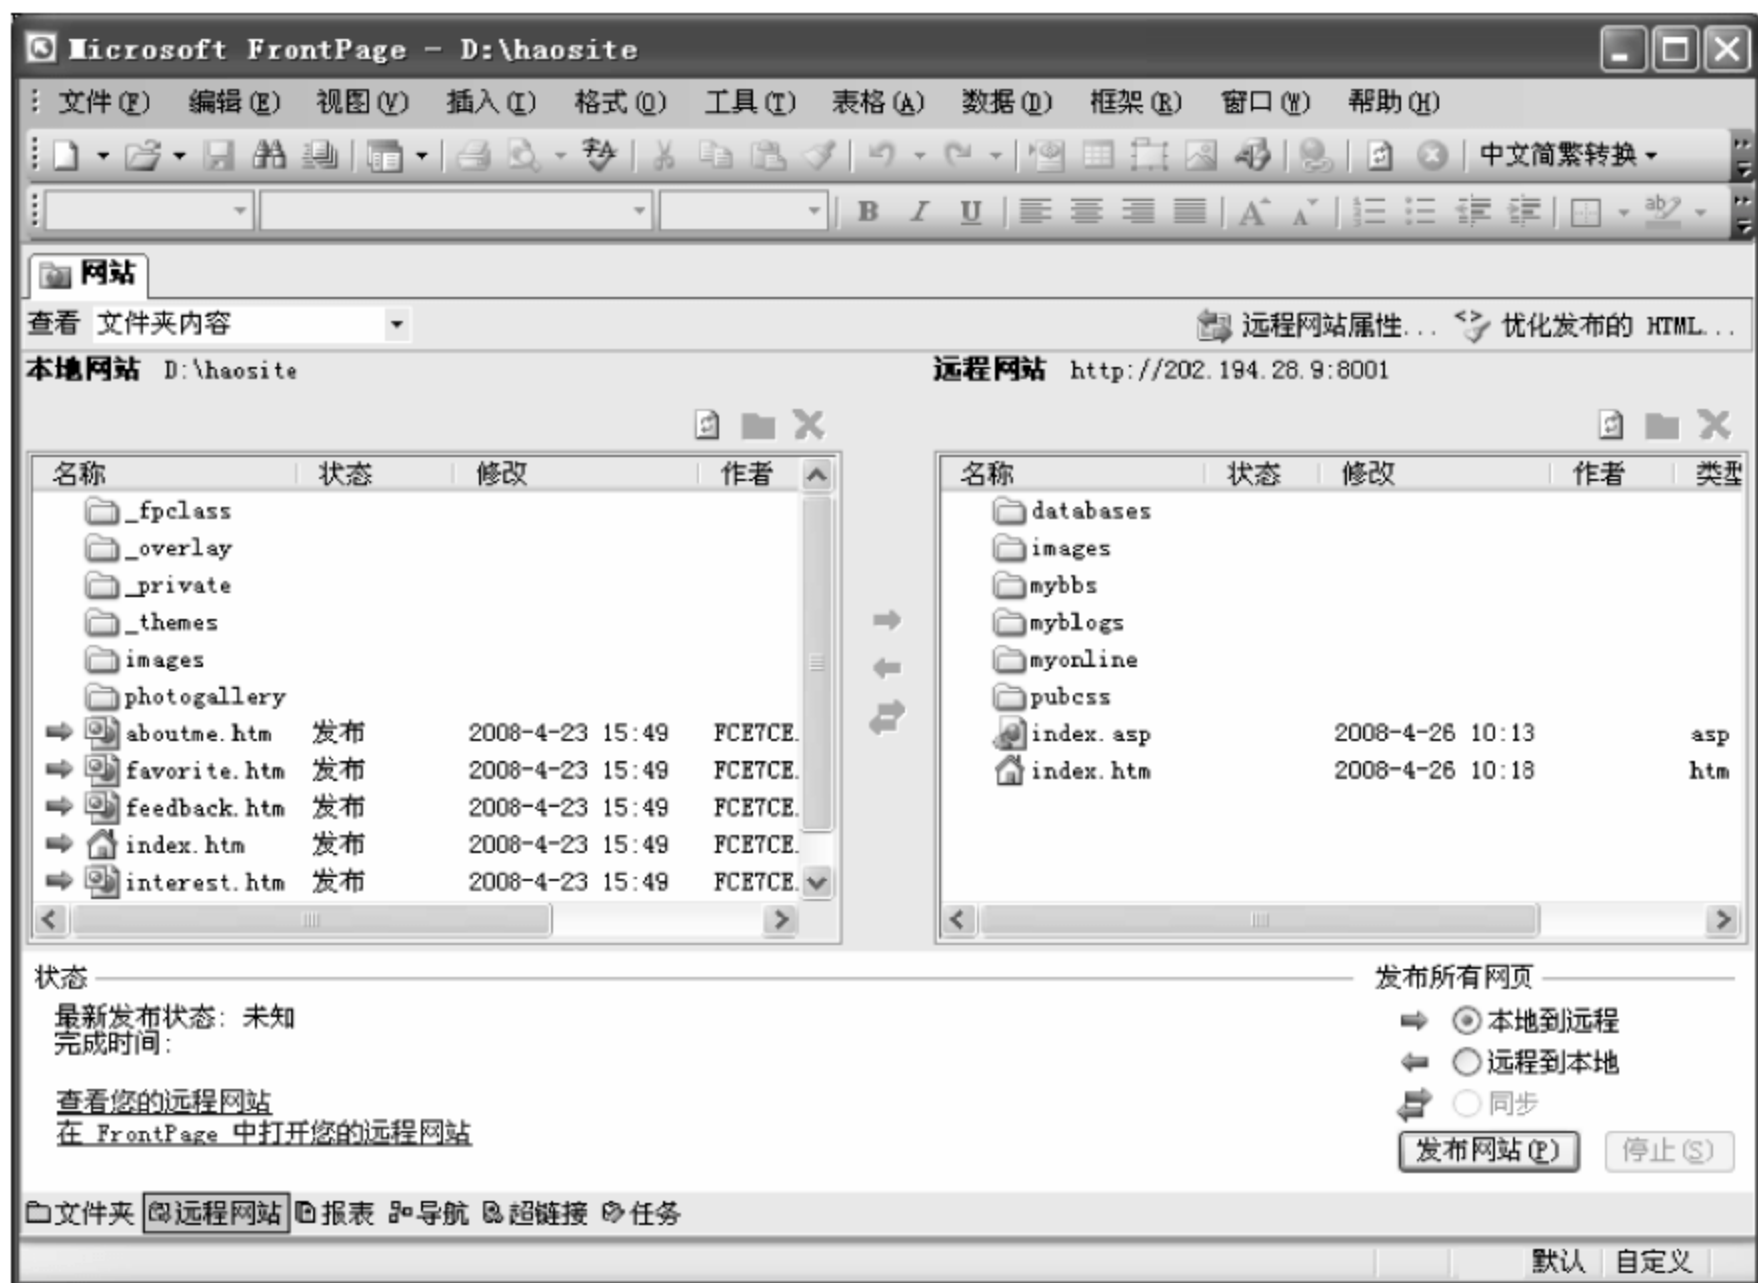 Microsoft FrontPage - D:\haosite
文件(F) 编辑(E) 视图(V) 插入(I) 格式(O) 工具(T) 表格(A) 数据(D) 框架(R) 窗口(W) 帮助(H)
中文简繁转换
B I U A A ab
网站
查看 文件夹内容 远程网站属性... 优化发布的 HTML...
本地网站 D:\haosite 远程网站 http://202.194.28.9:8001
名称 状态 修改 作者 名称 状态 修改 作者 类型
_fpclass databases
_overlay images
_private mybbs
_themes myblogs
images myonline
photogallery pubcss
aboutme.htm 发布 2008-4-23 15:49 FCE7CE. index.asp 2008-4-26 10:13 asp
favorite.htm 发布 2008-4-23 15:49 FCE7CE. index.htm 2008-4-26 10:18 htm
feedback.htm 发布 2008-4-23 15:49 FCE7CE.
index.htm 发布 2008-4-23 15:49 FCE7CE.
interest.htm 发布 2008-4-23 15:49 FCE7CE.
状态 发布所有网页
最新发布状态: 未知 本地到远程
完成时间:
远程到本地
查看您的远程网站 同步
在 FrontPage 中打开您的远程网站
发布网站(P) 停止(S)
文件夹 远程网站 报表 导航 超链接 任务
默认 自定义